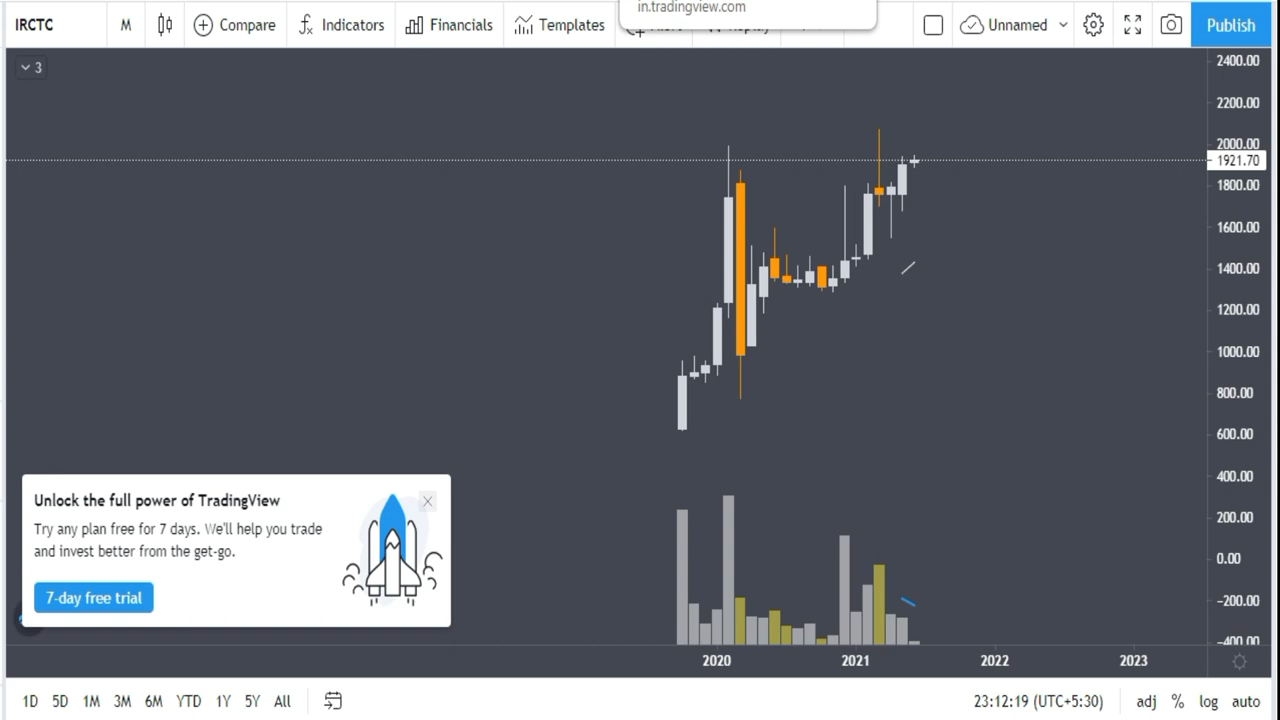 in.tradingview.com
IRCTC M Compare Indicators Financials Templates Unnamed Publish
3
2400.00
2200.00
2000.00
1921.70
1800.00
1600.00
1400.00
1200.00
1000.00
800.00
600.00
400.00
200.00
0.00
−200.00
−400.00
Unlock the full power of TradingView
Try any plan free for 7 days. We'll help you trade
and invest better from the get-go.
7-day free trial
2020 2021 2022 2023
1D 5D 1M 3M 6M YTD 1Y 5Y All 23:12:19 (UTC+5:30) adj % log auto